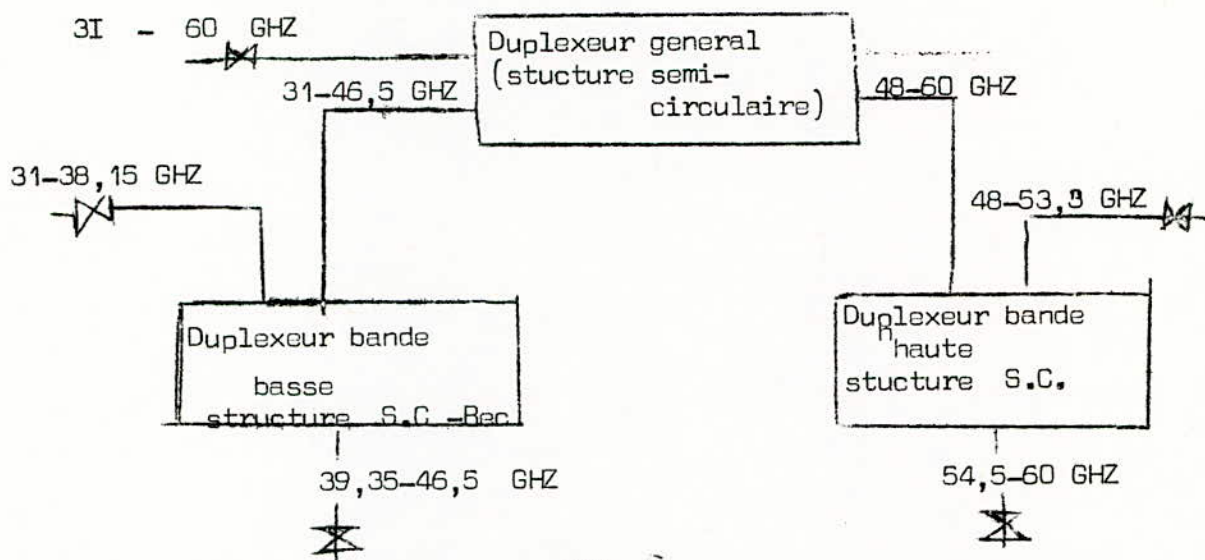 3I - 60 GHZ
Duplexeur general
(stucture semi-
circulaire)
31-46,5 GHZ
48-60 GHZ
31-38,15 GHZ
48-53,3 GHZ
Duplexeur bande
basse
structure S.C -Rec
Duplexeur bande
haute
stucture S.C.
39,35-46,5 GHZ
54,5-60 GHZ